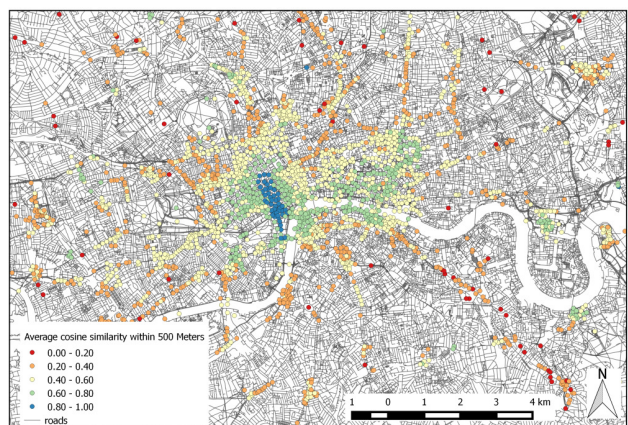 Average cosine similarity within 500 Meters
0.00 - 0.20
0.20 - 0.40
0.40 - 0.60
0.60 - 0.80
0.80 - 1.00
roads
1 0 1 2 3 4 km
N